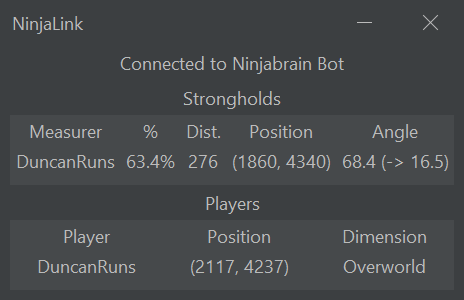 NinjaLink
Connected to Ninjabrain Bot
Strongholds
Measurer % Dist. Position Angle
DuncanRuns 63.4% 276 (1860, 4340) 68.4 (-> 16.5)
Players
Player Position Dimension
DuncanRuns (2117, 4237) Overworld